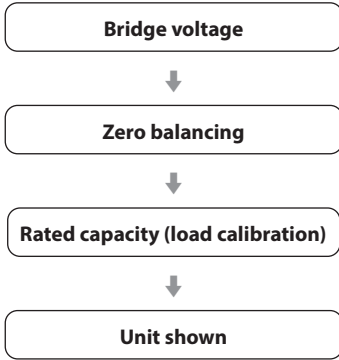 Bridge voltage
Zero balancing
Rated capacity (load calibration)
Unit shown